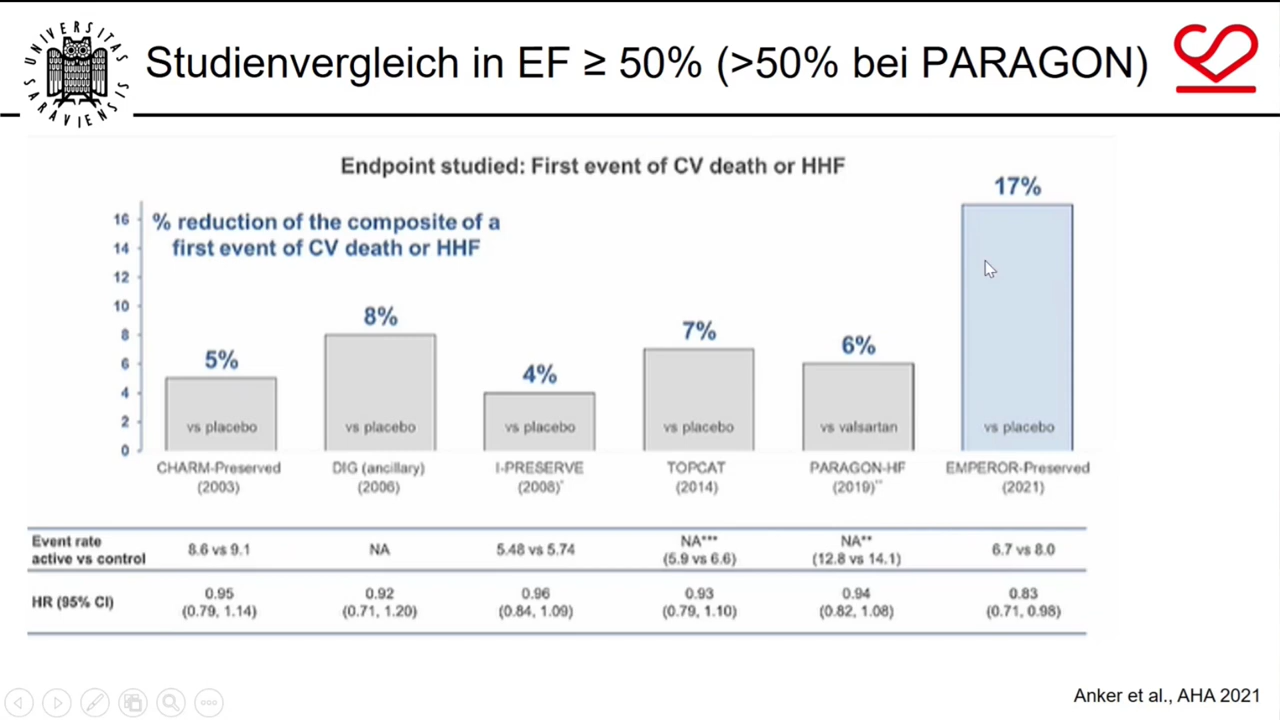 UNIVERSITAS
SARAVIENSIS
Studienvergleich in EF ≥ 50% (>50% bei PARAGON)
Endpoint studied: First event of CV death or HHF
% reduction of the composite of a
first event of CV death or HHF
16
14
12
10
8
6
4
2
0
5%
8%
4%
7%
6%
17%
vs placebo
vs placebo
vs placebo
vs placebo
vs valsartan
vs placebo
CHARM-Preserved
(2003)
DIG (ancillary)
(2006)
I-PRESERVE
(2008)*
TOPCAT
(2014)
PARAGON-HF
(2019)**
EMPEROR-Preserved
(2021)
Event rate
active vs control
8.6 vs 9.1
NA
5.48 vs 5.74
NA***
(5.9 vs 6.6)
NA**
(12.8 vs 14.1)
6.7 vs 8.0
HR (95% CI)
0.95
(0.79, 1.14)
0.92
(0.71, 1.20)
0.96
(0.84, 1.09)
0.93
(0.79, 1.10)
0.94
(0.82, 1.08)
0.83
(0.71, 0.98)
Anker et al., AHA 2021